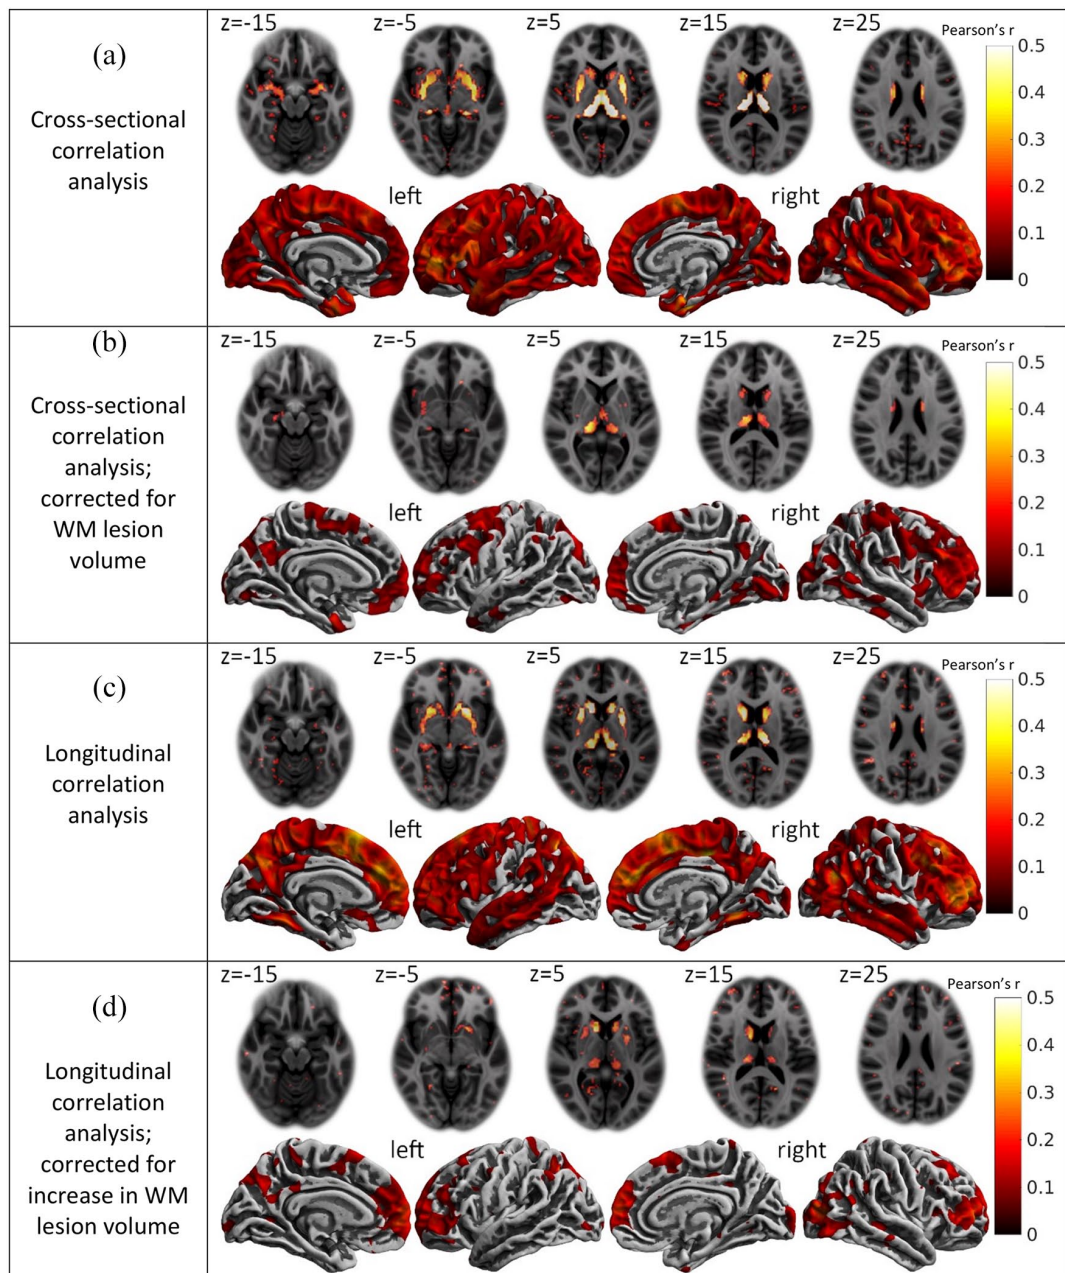 (a)
Cross-sectional
correlation
analysis
z=-15 z=-5 z=5 z=15 z=25
Pearson's r
0.5
0.4
0.3
0.2
0.1
0
left right
(b)
Cross-sectional
correlation
analysis;
corrected for
WM lesion
volume
z=-15 z=-5 z=5 z=15 z=25
Pearson's r
0.5
0.4
0.3
0.2
0.1
0
left right
(c)
Longitudinal
correlation
analysis
z=-15 z=-5 z=5 z=15 z=25
Pearson's r
0.5
0.4
0.3
0.2
0.1
0
left right
(d)
Longitudinal
correlation
analysis;
corrected for
increase in WM
lesion volume
z=-15 z=-5 z=5 z=15 z=25
Pearson's r
0.5
0.4
0.3
0.2
0.1
0
left right